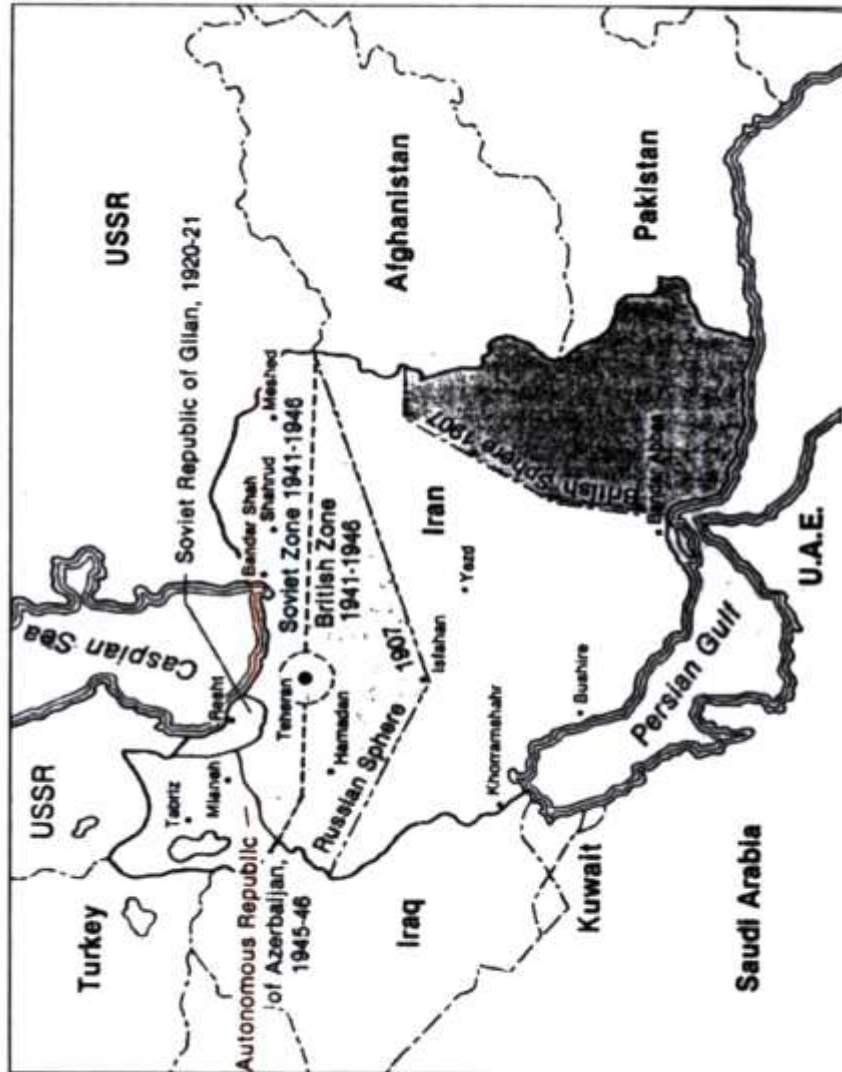 USSR
Turkey
USSR
Caspian Sea
Soviet Republic of Gilan, 1920-21
Tabriz
Mianeh
Resht
Bandar Shah
Shahrud
Meshed
Autonomous Republic
of Azerbaijan,
1945-46
Teheran
Soviet Zone 1941-1946
British Zone
1941-1946
Hamadan
Russian Sphere 1907
Isfahan
Iran
Yazd
Afghanistan
British Sphere 1907
Iraq
Khorramshahr
Bushire
Bandar Abbas
Pakistan
Kuwait
Persian Gulf
Saudi Arabia
U.A.E.